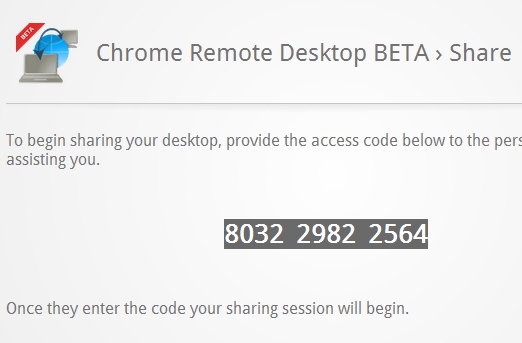 BETA
Chrome Remote Desktop BETA › Share
To begin sharing your desktop, provide the access code below to the
assisting you.
8032 2982 2564
Once they enter the code your sharing session will begin.